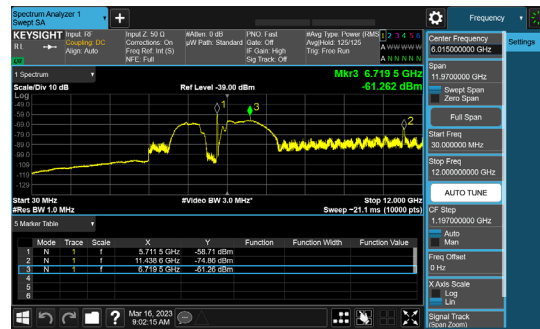 Spectrum Analyzer 1
Swept SA
Frequency
KEYSIGHT
Input: RF
Coupling: DC
Align: Auto
Input Z: 50 Ω
Corrections: On
Freq Ref: Int (S)
NFE: Full
#Atten: 0 dB
µW Path: Standard
PNO: Fast
Gate: Off
IF Gain: High
Sig Track: Off
#Avg Type: Power (RMS
Avg|Hold: 125/125
Trig: Free Run
1 2 3 4 5 6
A W W W W W
A N N N N N
1 Spectrum
Scale/Div 10 dB
Ref Level -39.00 dBm
Mkr3 6.719 5 GHz
-61.262 dBm
Log
-49.0
-59.0
-69.0
-79.0
-89.0
-99.0
-109
-119
-129
1
3
2
Start 30 MHz
#Res BW 1.0 MHz
#Video BW 3.0 MHz*
Stop 12.000 GHz
Sweep ~21.1 ms (10000 pts)
5 Marker Table
Mode Trace Scale X Y Function Function Width Function Value
1 N 1 f 5.711 5 GHz -58.71 dBm
2 N 1 f 11.438 6 GHz -74.86 dBm
3 N 1 f 6.719 5 GHz -61.26 dBm
4
5
6
Mar 16, 2023
9:02:15 AM
Center Frequency
6.015000000 GHz
Settings
Span
11.9700000 GHz
Swept Span
Zero Span
Full Span
Start Freq
30.000000 MHz
Stop Freq
12.000000000 GHz
AUTO TUNE
CF Step
1.197000000 GHz
Auto
Man
Freq Offset
0 Hz
X Axis Scale
Log
Lin
Signal Track
(Span Zoom)